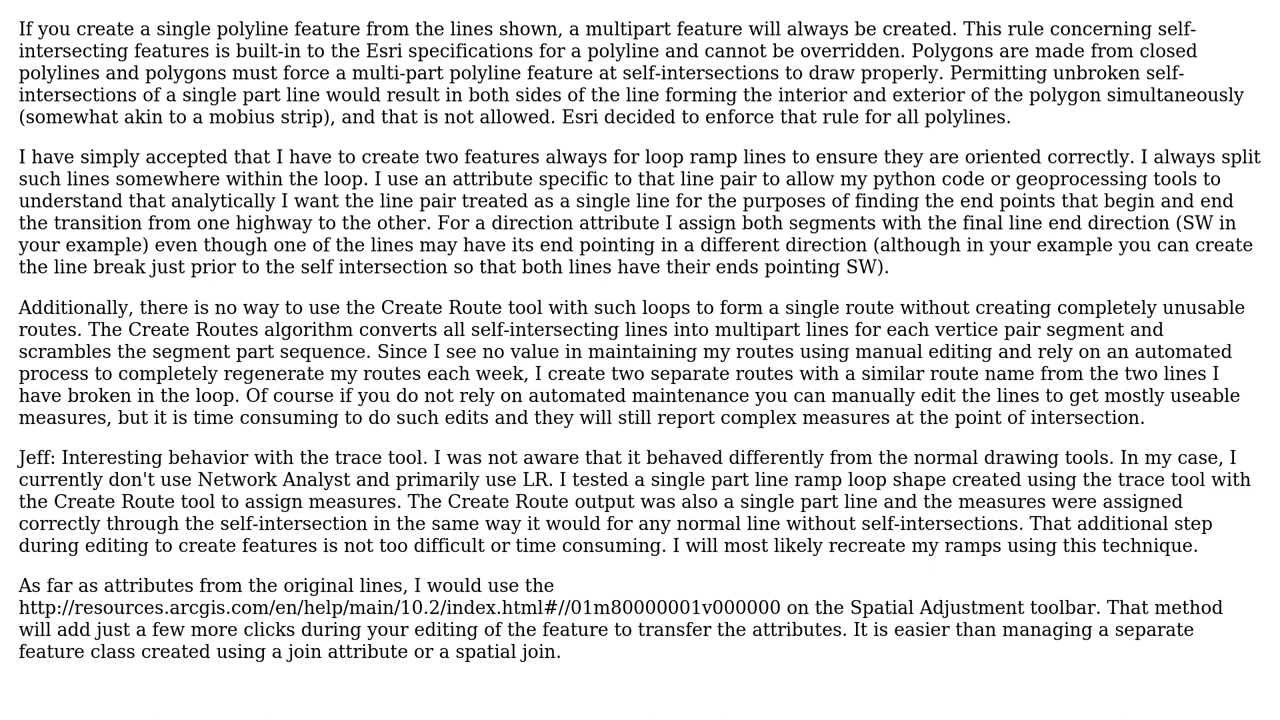 If you create a single polyline feature from the lines shown, a multipart feature will always be created. This rule concerning self-
intersecting features is built-in to the Esri specifications for a polyline and cannot be overridden. Polygons are made from closed
polylines and polygons must force a multi-part polyline feature at self-intersections to draw properly. Permitting unbroken self-
intersections of a single part line would result in both sides of the line forming the interior and exterior of the polygon simultaneously
(somewhat akin to a mobius strip), and that is not allowed. Esri decided to enforce that rule for all polylines.
I have simply accepted that I have to create two features always for loop ramp lines to ensure they are oriented correctly. I always split
such lines somewhere within the loop. I use an attribute specific to that line pair to allow my python code or geoprocessing tools to
understand that analytically I want the line pair treated as a single line for the purposes of finding the end points that begin and end
the transition from one highway to the other. For a direction attribute I assign both segments with the final line end direction (SW in
your example) even though one of the lines may have its end pointing in a different direction (although in your example you can create
the line break just prior to the self intersection so that both lines have their ends pointing SW).
Additionally, there is no way to use the Create Route tool with such loops to form a single route without creating completely unusable
routes. The Create Routes algorithm converts all self-intersecting lines into multipart lines for each vertice pair segment and
scrambles the segment part sequence. Since I see no value in maintaining my routes using manual editing and rely on an automated
process to completely regenerate my routes each week, I create two separate routes with a similar route name from the two lines I
have broken in the loop. Of course if you do not rely on automated maintenance you can manually edit the lines to get mostly useable
measures, but it is time consuming to do such edits and they will still report complex measures at the point of intersection.
Jeff: Interesting behavior with the trace tool. I was not aware that it behaved differently from the normal drawing tools. In my case, I
currently don't use Network Analyst and primarily use LR. I tested a single part line ramp loop shape created using the trace tool with
the Create Route tool to assign measures. The Create Route output was also a single part line and the measures were assigned
correctly through the self-intersection in the same way it would for any normal line without self-intersections. That additional step
during editing to create features is not too difficult or time consuming. I will most likely recreate my ramps using this technique.
As far as attributes from the original lines, I would use the
http://resources.arcgis.com/en/help/main/10.2/index.html#//01m80000001v000000 on the Spatial Adjustment toolbar. That method
will add just a few more clicks during your editing of the feature to transfer the attributes. It is easier than managing a separate
feature class created using a join attribute or a spatial join.